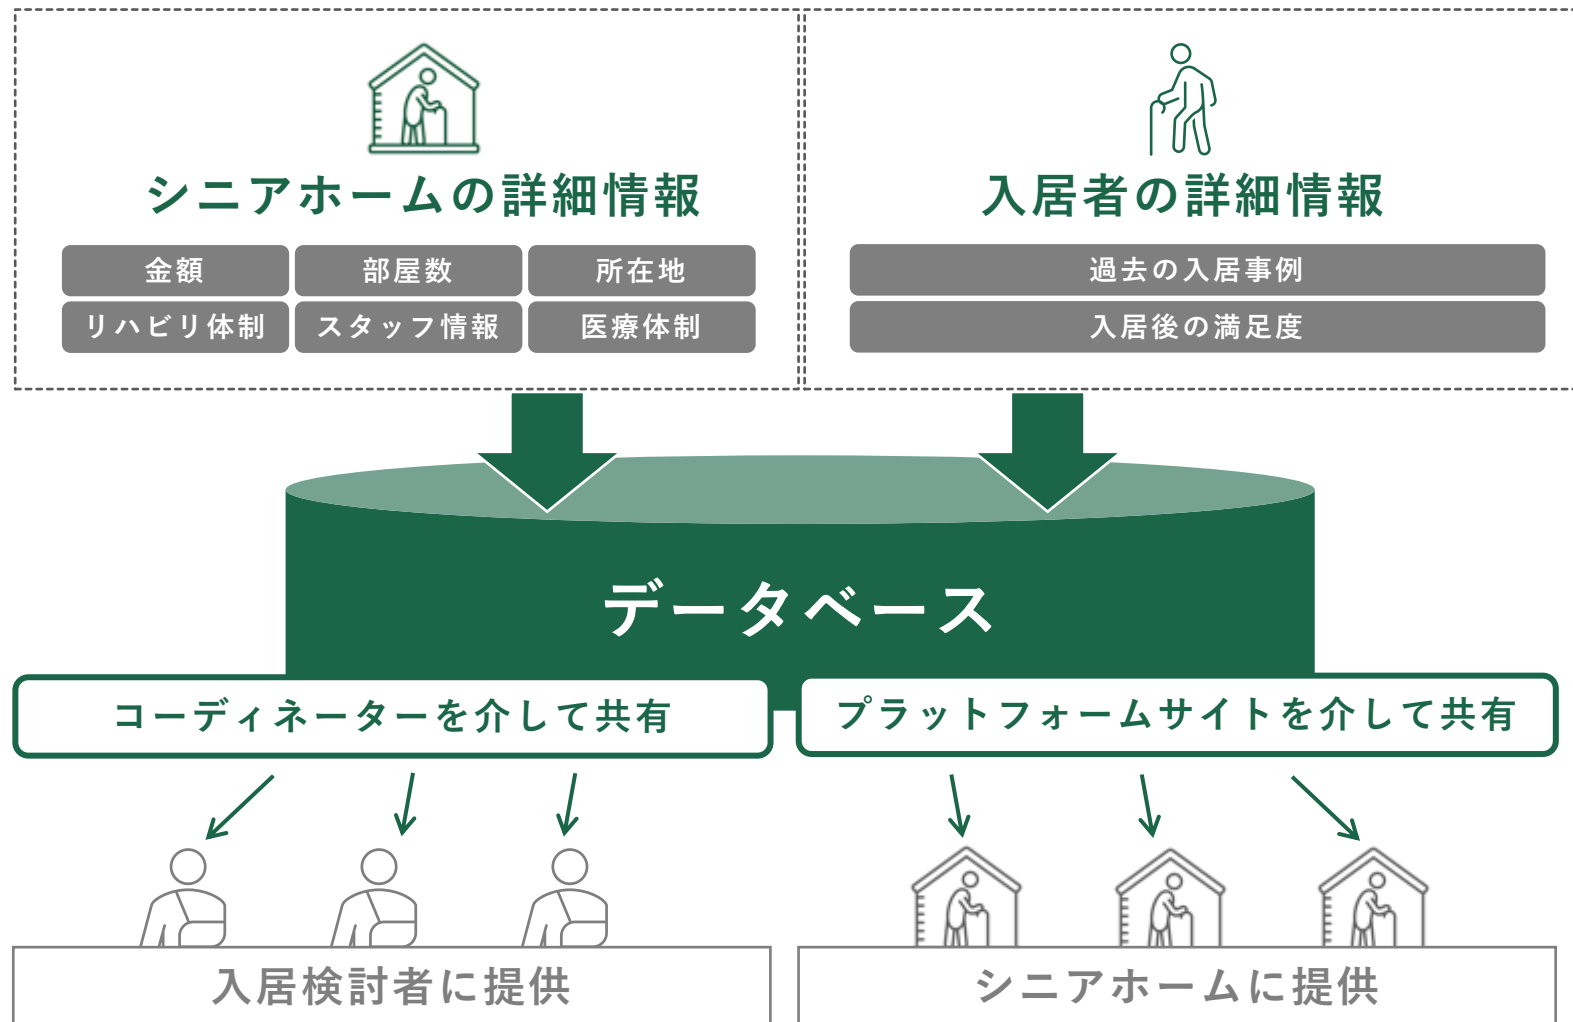 シニアホームの詳細情報
金額
部屋数
所在地
リハビリ体制
スタッフ情報
医療体制
入居者の詳細情報
過去の入居事例
入居後の満足度
データベース
コーディネーターを介して共有
プラットフォームサイトを介して共有
入居検討者に提供
シニアホームに提供